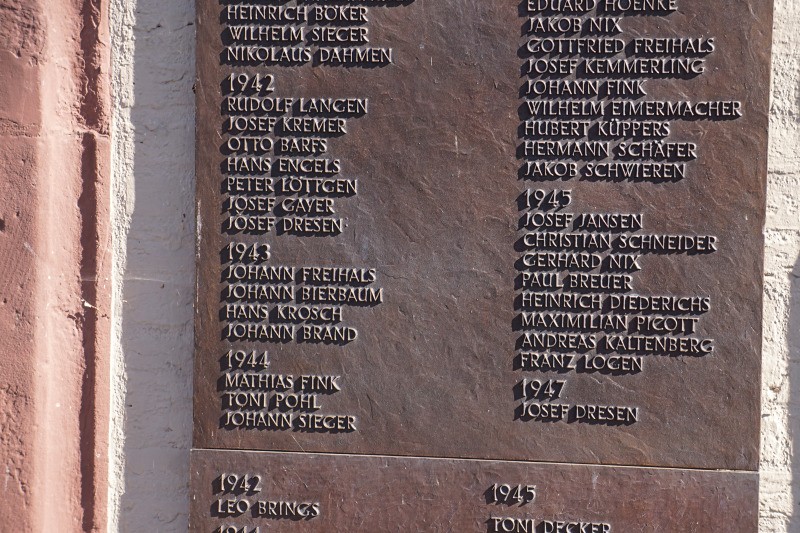 HEINRICH BÖKER
WILHELM SIEGER
NIKOLAUS DAHMEN
1942
RUDOLF LANGEN
JOSEF KREMER
OTTO BARFS
HANS ENGELS
PETER LÖTPGEN
JOSEF GAYER
JOSEF DRESEN
1943
JOHANN FREIHALS
JOHANN BIERBAUM
HANS KROSCH
JOHANN BRAND
1944
MATHIAS FINK
TONI POHL
JOHANN SIEGER
EDUARD HOENKE
JAKOB NIX
GOTTFRIED FREIHALS
JOSEF KEMMERLING
JOHANN FINK
WILHELM EIMERMACHER
HUBERT KÜPPERS
HERMANN SCHÄFER
JAKOB SCHWIEREN
1945
JOSEF JANSEN
CHRISTIAN SCHNEIDER
GERHARD NIX
PAUL BREUER
HEINRICH DIEDERICHS
MAXIMILIAN PIGOTT
ANDREAS KALTENBERG
FRANZ LOGEN
1947
JOSEF DRESEN
1942
LEO BRINGS
1944
1945
TONI DECKER